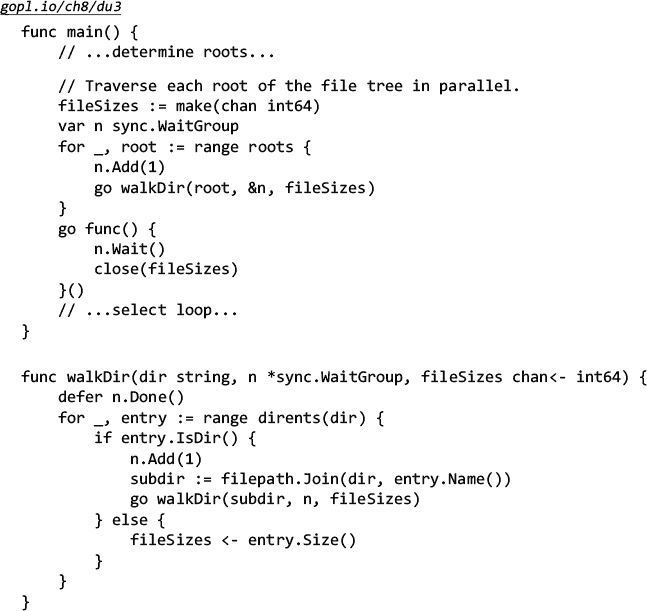 gopl.io/ch8/du3
func main() {
    // ...determine roots...

    // Traverse each root of the file tree in parallel.
    fileSizes := make(chan int64)
    var n sync.WaitGroup
    for _, root := range roots {
        n.Add(1)
        go walkDir(root, &n, fileSizes)
    }
    go func() {
        n.Wait()
        close(fileSizes)
    }()
    // ...select loop...
}

func walkDir(dir string, n *sync.WaitGroup, fileSizes chan<- int64) {
    defer n.Done()
    for _, entry := range dirents(dir) {
        if entry.IsDir() {
            n.Add(1)
            subdir := filepath.Join(dir, entry.Name())
            go walkDir(subdir, n, fileSizes)
        } else {
            fileSizes <- entry.Size()
        }
    }
}